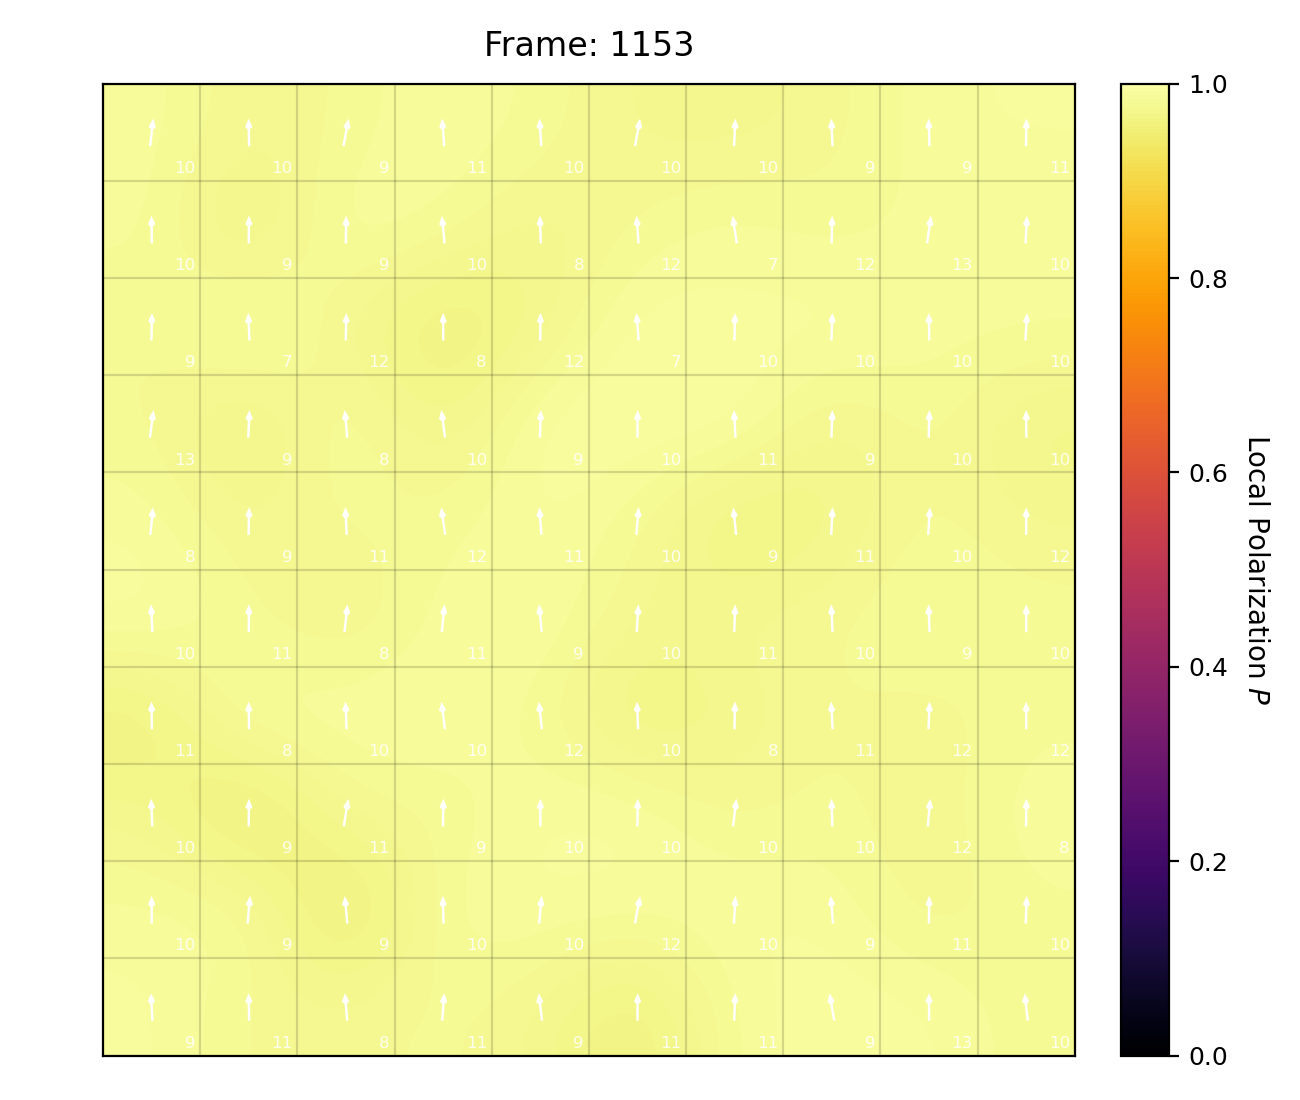 Frame: 1153
10 10 9 11 10 10 10 9 9 11
10 9 9 10 8 12 7 12 13 10
9 7 12 8 12 7 10 10 10 10
13 9 8 10 9 10 11 9 10 10
8 9 11 12 11 10 9 11 10 12
10 11 8 11 9 10 11 10 9 10
11 8 10 10 12 10 8 11 12 12
10 9 11 9 10 10 10 10 12 8
10 9 9 10 10 12 10 9 11 10
9 11 8 11 9 11 11 9 13 10
1.0
0.8
0.6
0.4
0.2
0.0
Local Polarization P